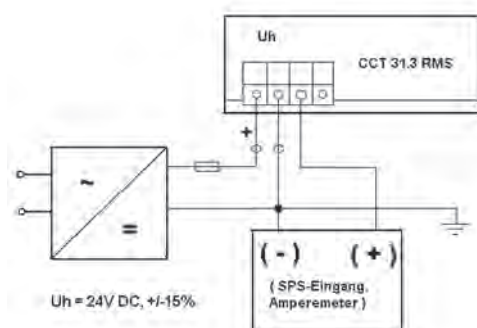 Uh
CCT 31.3 RMS
+
~
=
( - ) ( + )
( SPS-Eingang,
Amperemeter )
Uh = 24V DC, +/-15%